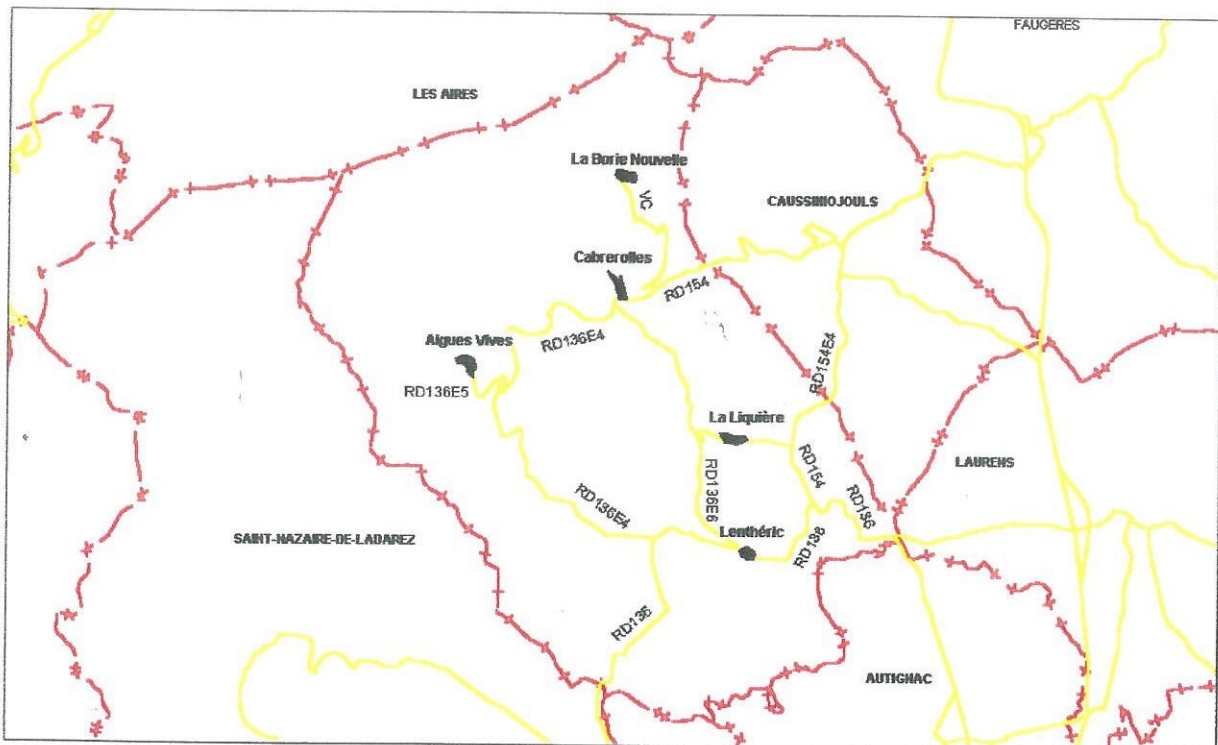 FAUGERES
LES AIRES
La Borie Nouvelle
VC
CAUSSINIOJOULS
Cabrerolles
RD154
RD136E4
Aigues Vives
RD154E4
RD136E5
La Liquière
RD154
LAURENS
RD136E6
RD136E4
RD136
SAINT-NAZAIRE-DE-LADAREZ
Lenthéric
RD136
RD136
AUTIGNAC